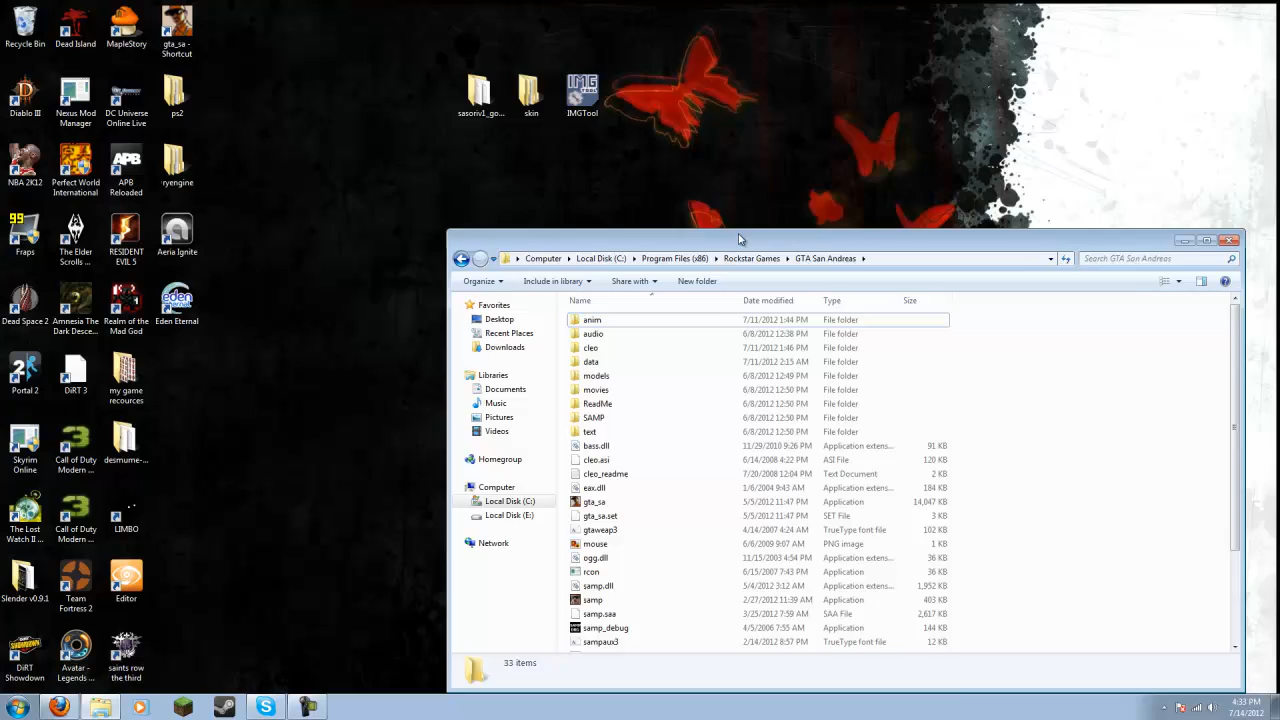 Recycle Bin
Dead Island
MapleStory
gta_sa -
Shortcut
Diablo III
Nexus Mod
Manager
DC Universe
Online Live
ps2
sasoriv1_go...
skin
IMG
IMGTool
NBA 2K12
Perfect World
International
APB
APB
Reloaded
ryengine
99
Fraps
The Elder
Scrolls ...
RESIDENT
EVIL 5
Aeria Ignite
Dead Space 2
Amnesia The
Dark Desce...
Realm of the
Mad God
eden
Eden Eternal
Portal 2
DiRT 3
my game
recources
Skyrim
Online
Call of Duty
Modern ...
desmume-...
The Lost
Watch II ...
Call of Duty
Modern ...
LIMBO
Slender v0.9.1
Team
Fortress 2
Editor
SHOWDOWN
DiRT
Showdown
Avatar -
Legends ...
saints row
the third
Computer
Local Disk (C:)
Program Files (x86)
Rockstar Games
GTA San Andreas
Search GTA San Andreas
Organize
Include in library
Share with
New folder
Favorites
Desktop
Recent Places
Downloads
Libraries
Documents
Music
Pictures
Videos
Homegroup
Computer
Local Disk (C:)
Local Disk (E:)
Network
Name Date modified Type Size
anim 7/11/2012 1:44 PM File folder
audio 6/8/2012 12:38 PM File folder
cleo 7/11/2012 1:46 PM File folder
data 7/11/2012 2:15 AM File folder
models 6/8/2012 12:49 PM File folder
movies 6/8/2012 12:50 PM File folder
ReadMe 6/8/2012 12:50 PM File folder
SAMP 6/8/2012 12:50 PM File folder
text 6/8/2012 12:50 PM File folder
bass.dll 11/29/2010 9:26 PM Application extens... 91 KB
cleo.asi 6/14/2008 4:22 PM ASI File 120 KB
cleo_readme 7/20/2008 12:04 PM Text Document 2 KB
eax.dll 1/6/2004 9:43 AM Application extens... 184 KB
gta_sa 5/5/2012 11:47 PM Application 14,047 KB
gta_sa.set 5/5/2012 11:47 PM SET File 3 KB
gtaweap3 4/14/2007 4:24 AM TrueType font file 102 KB
mouse 6/6/2009 9:07 AM PNG image 1 KB
ogg.dll 11/15/2003 4:54 PM Application extens... 36 KB
rcon 6/15/2007 7:43 PM Application 36 KB
samp.dll 5/4/2012 3:12 AM Application extens... 1,952 KB
samp 2/27/2012 11:39 AM Application 403 KB
samp.saa 3/25/2012 7:59 AM SAA File 2,617 KB
samp_debug 4/5/2006 7:55 AM Application 144 KB
sampaux3 2/14/2012 8:57 PM TrueType font file 12 KB
33 items
4:33 PM
7/14/2012